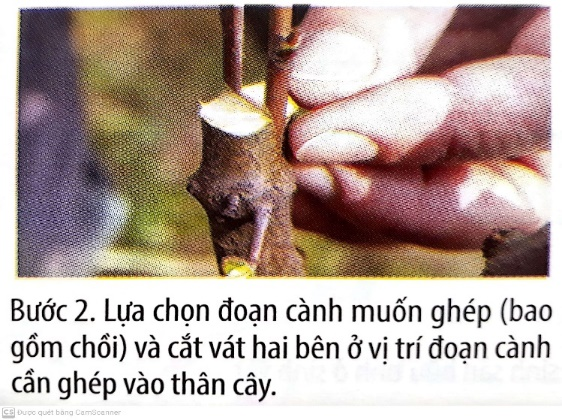 Bước 2. Lựa chọn đoạn cành muốn ghép (bao
gồm chồi) và cắt vát hai bên ở vị trí đoạn cành
cần ghép vào thân cây.
CS Được quét bằng CamScanner